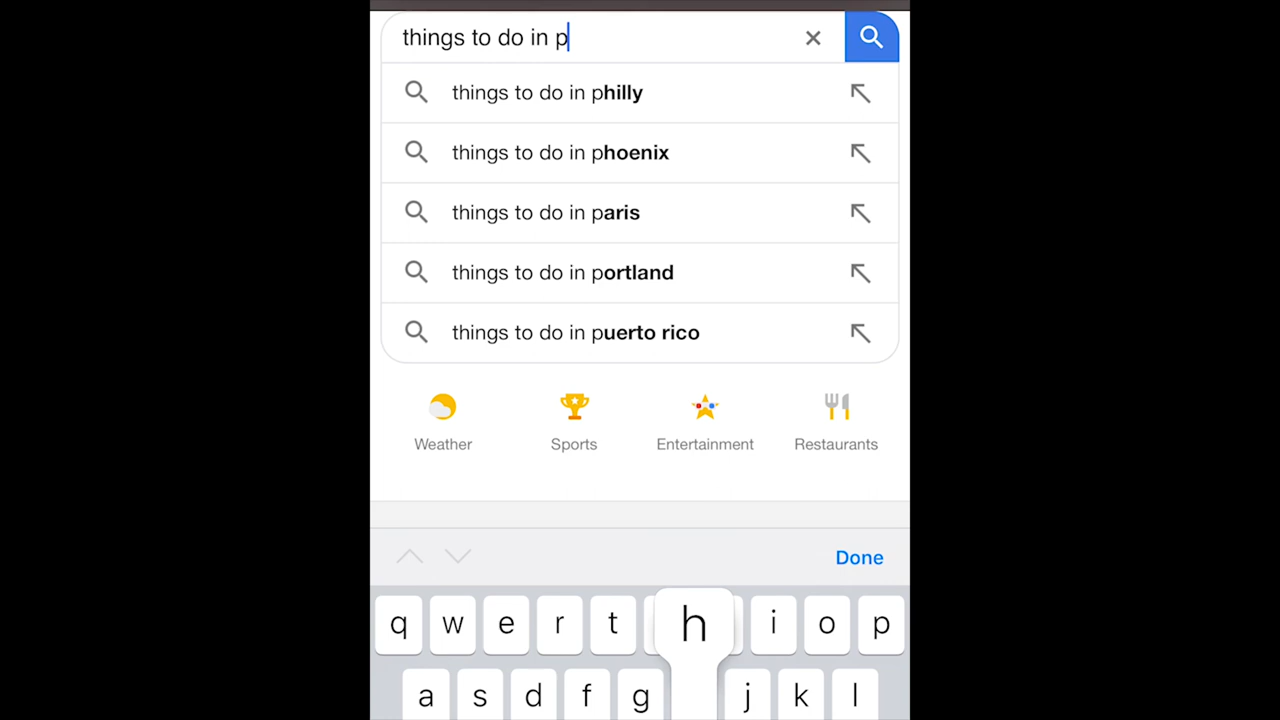 things to do in p
things to do in philly
things to do in phoenix
things to do in paris
things to do in portland
things to do in puerto rico
Weather Sports Entertainment Restaurants
Done
q w e r t h i o p
a s d f g j k l